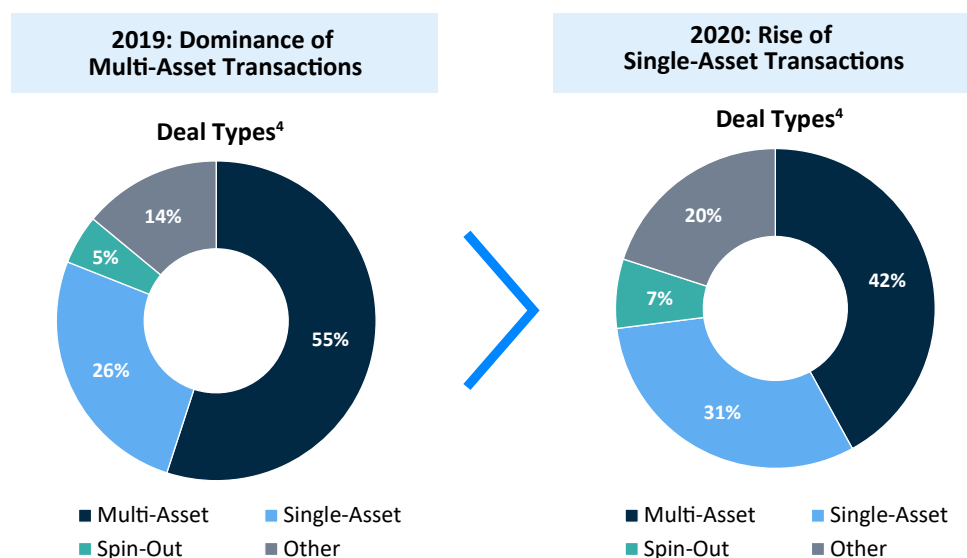 2019: Dominance of
Multi-Asset Transactions
Deal Types⁴
14%
5%
55%
26%
■ Multi-Asset ■ Single-Asset
■ Spin-Out ■ Other
2020: Rise of
Single-Asset Transactions
Deal Types⁴
20%
42%
7%
31%
■ Multi-Asset ■ Single-Asset
■ Spin-Out ■ Other